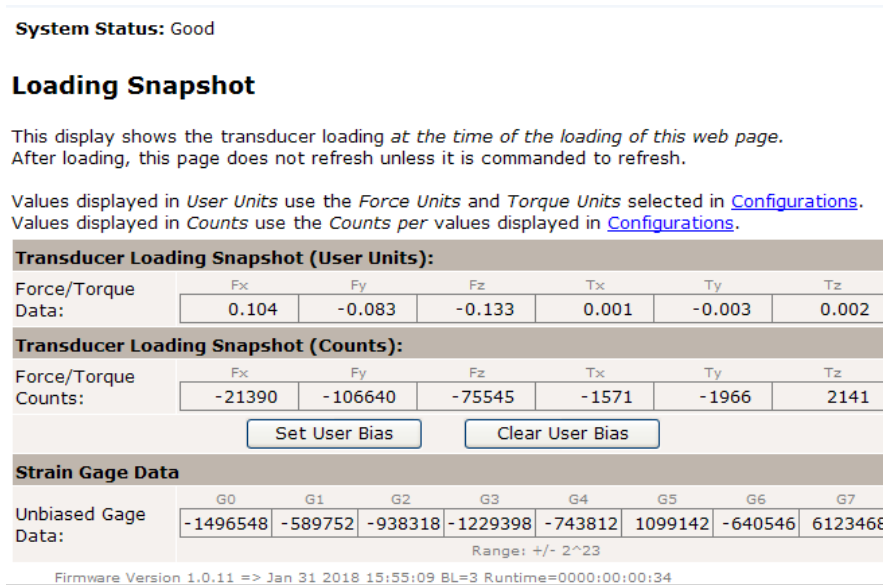 System Status: Good
Loading Snapshot
This display shows the transducer loading at the time of the loading of this web page.
After loading, this page does not refresh unless it is commanded to refresh.
Values displayed in User Units use the Force Units and Torque Units selected in Configurations.
Values displayed in Counts use the Counts per values displayed in Configurations.
Transducer Loading Snapshot (User Units):
Force/Torque Data: Fx Fy Fz Tx Ty Tz
0.104 -0.083 -0.133 0.001 -0.003 0.002
Transducer Loading Snapshot (Counts):
Force/Torque Counts: Fx Fy Fz Tx Ty Tz
-21390 -106640 -75545 -1571 -1966 2141
Set User Bias Clear User Bias
Strain Gage Data
Unbiased Gage Data: G0 G1 G2 G3 G4 G5 G6 G7
-1496548 -589752 -938318 -1229398 -743812 1099142 -640546 6123468
Range: +/- 2^23
Firmware Version 1.0.11 => Jan 31 2018 15:55:09 BL=3 Runtime=0000:00:00:34